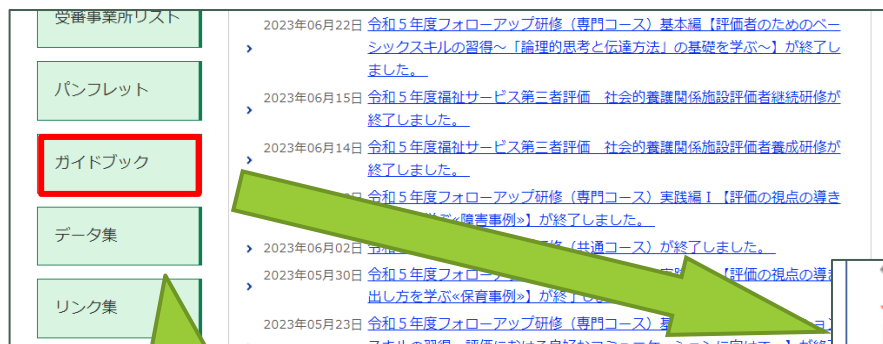 受審事業所リスト
パンフレット
ガイドブック
データ集
リンク集
2023年06月22日 令和5年度フォローアップ研修（専門コース）基本編【評価者のためのベー
シックスキルの習得～「論理的思考と伝達方法」の基礎を学ぶ～】が終了し
ました。
2023年06月15日 令和5年度福祉サービス第三者評価 社会的養護関係施設評価者継続研修が
終了しました。
2023年06月14日 令和5年度福祉サービス第三者評価 社会的養護関係施設評価者養成研修が
終了しました。
令和5年度フォローアップ研修（専門コース）実践編Ⅰ【評価の視点の導き
学ぶ«障害事例»】が終了しました。
2023年06月02日 （共通コース）が終了しました。
2023年05月30日 令和5年度フォロー 【評価の視点の導き
出し方を学ぶ«保育事例»】が終了し
2023年05月23日 令和5年度フォローアップ研修（専門コース）